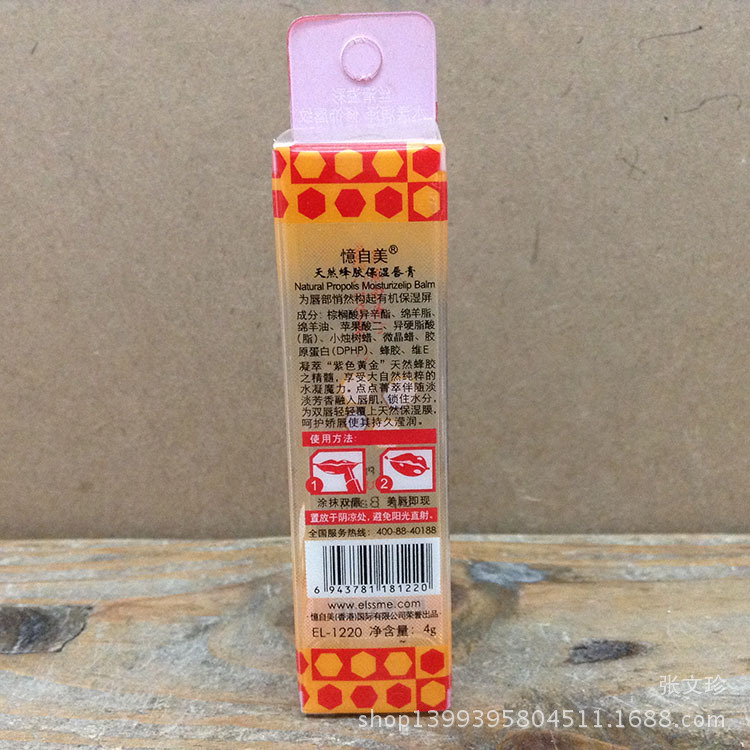 憶自美®
天然蜂胶保湿唇膏
Natural Propolis Moisturizelip Balm
为唇部悄然构起有机保湿屏
成分：棕榈酸异辛酯、绵羊脂、
绵羊油、苹果酸二、异硬脂酸
（脂）、小烛树蜡、微晶蜡、胶
原蛋白(DPHP)、蜂胶、维E
凝萃“紫色黄金”天然蜂胶
之精髓，享受大自然纯粹的
水凝魔力。点点菁萃伴随淡
淡芳香融入唇肌，锁住水分，
为双唇轻轻覆上天然保湿膜，
呵护娇唇使其持久滢润。
使用方法：
1
2
涂抹双唇
美唇即现
置放于阴凉处，避免阳光直射。
全国服务热线：400-88-40188
6 943781 181220
www.elssme.com
憶自美(香港)国际有限公司荣誉出品
EL-1220 净含量：4g
张文珍
shop1399395804511.1688.com